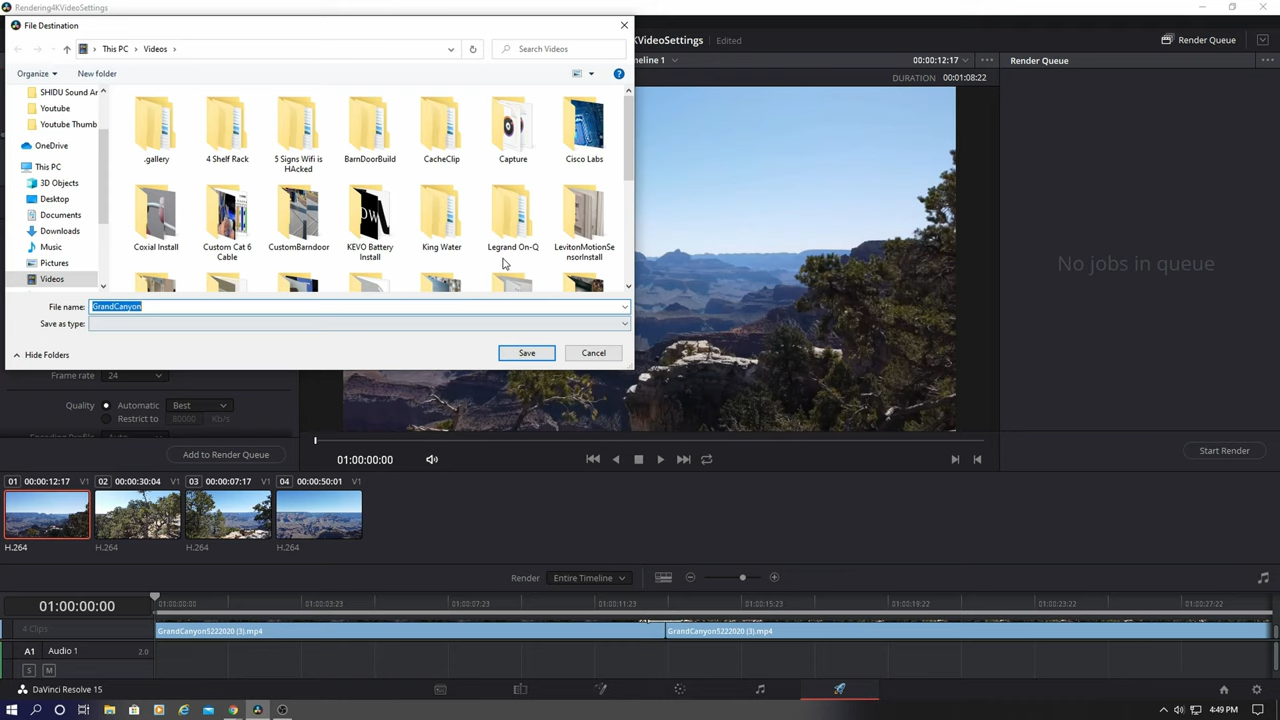 Rendering4KVideoSettings
File Destination
This PC > Videos >
Search Videos
Organize
New folder
SHIDU Sound Ar
Youtube
Youtube Thumb
OneDrive
This PC
3D Objects
Desktop
Documents
Downloads
Music
Pictures
Videos
.gallery
4 Shelf Rack
5 Signs Wifi is
HAcked
BarnDoorBuild
CacheClip
Capture
Cisco Labs
Coxial Install
Custom Cat 6
Cable
CustomBarndoor
KEVO Battery
Install
King Water
Legrand On-Q
LevitonMotionSe
nsorInstall
File name:
GrandCanyon
Save as type:
Hide Folders
Save
Cancel
KVideoSettings
Edited
Render Queue
meline 1
00:00:12:17
DURATION 00:01:08:22
Render Queue
No jobs in queue
Frame rate
24
Quality
Automatic
Best
Restrict to
80000
Kb/s
Add to Render Queue
01:00:00:00
Start Render
01 00:00:12:17 V1
02 00:00:30:04 V1
03 00:00:07:17 V1
04 00:00:50:01 V1
H.264
H.264
H.264
H.264
Render
Entire Timeline
01:00:00:00
01:00:00:00
01:00:03:23
01:00:07:23
01:00:11:23
01:00:15:23
01:00:19:22
01:00:23:22
01:00:27:22
4 Clips
GrandCanyon5222020 (3).mp4
GrandCanyon5222020 (3).mp4
A1
Audio 1
2.0
S
M
DaVinci Resolve 15
4:49 PM